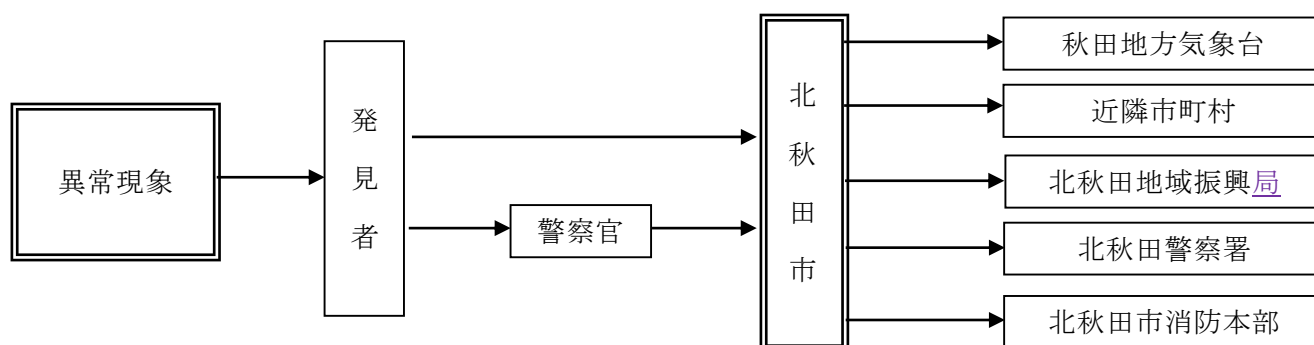 異常現象
発見者
警察官
北秋田市
秋田地方気象台
近隣市町村
北秋田地域振興局
北秋田警察署
北秋田市消防本部